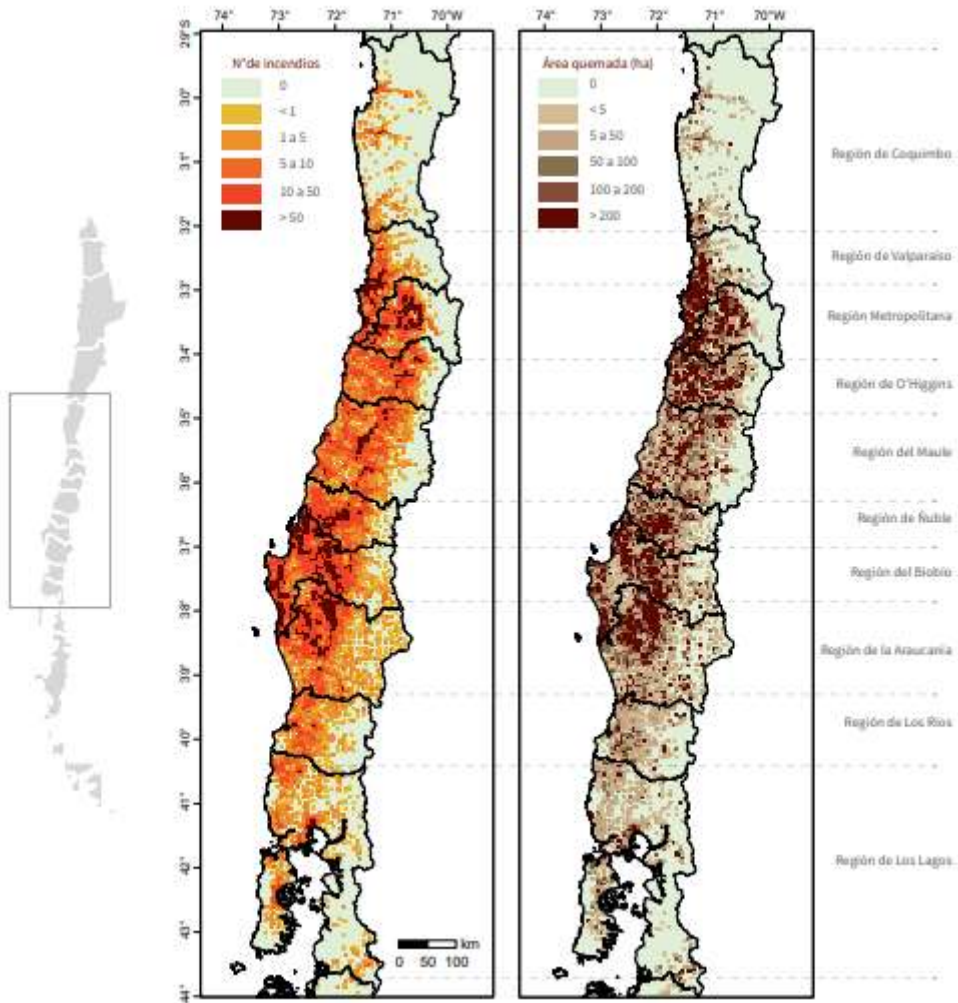 74° 73° 72° 71° 70°W
74° 73° 72° 71° 70°W
29°S
30°
31°
32°
33°
34°
35°
36°
37°
38°
39°
40°
41°
42°
43°
44°
N°de incendios
0
< 1
1 a 5
5 a 10
10 a 50
> 50
km
0 50 100
Área quemada (ha)
0
< 5
5 a 50
50 a 100
100 a 200
> 200
Región de Coquimbo
Región de Valparaíso
Región Metropolitana
Región de O'Higgins
Región del Maule
Región de Ñuble
Región del Biobío
Región de la Araucanía
Región de Los Ríos
Región de Los Lagos